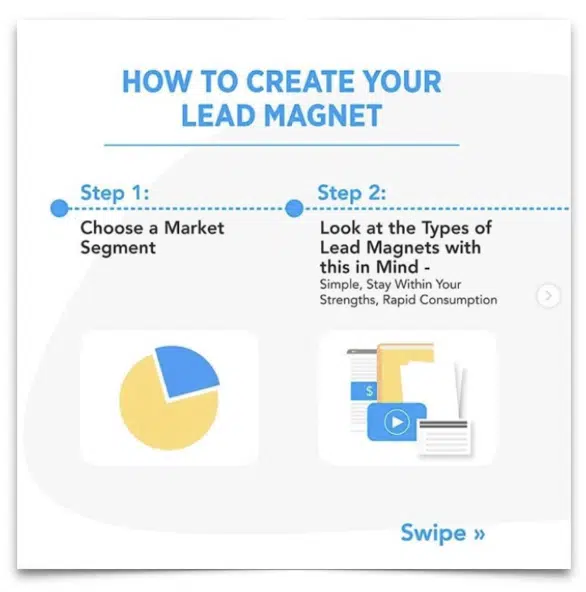 HOW TO CREATE YOUR
LEAD MAGNET
Step 1:
Choose a Market
Segment
Step 2:
Look at the Types of
Lead Magnets with
this in Mind -
Simple, Stay Within Your
Strengths, Rapid Consumption
$
Swipe »